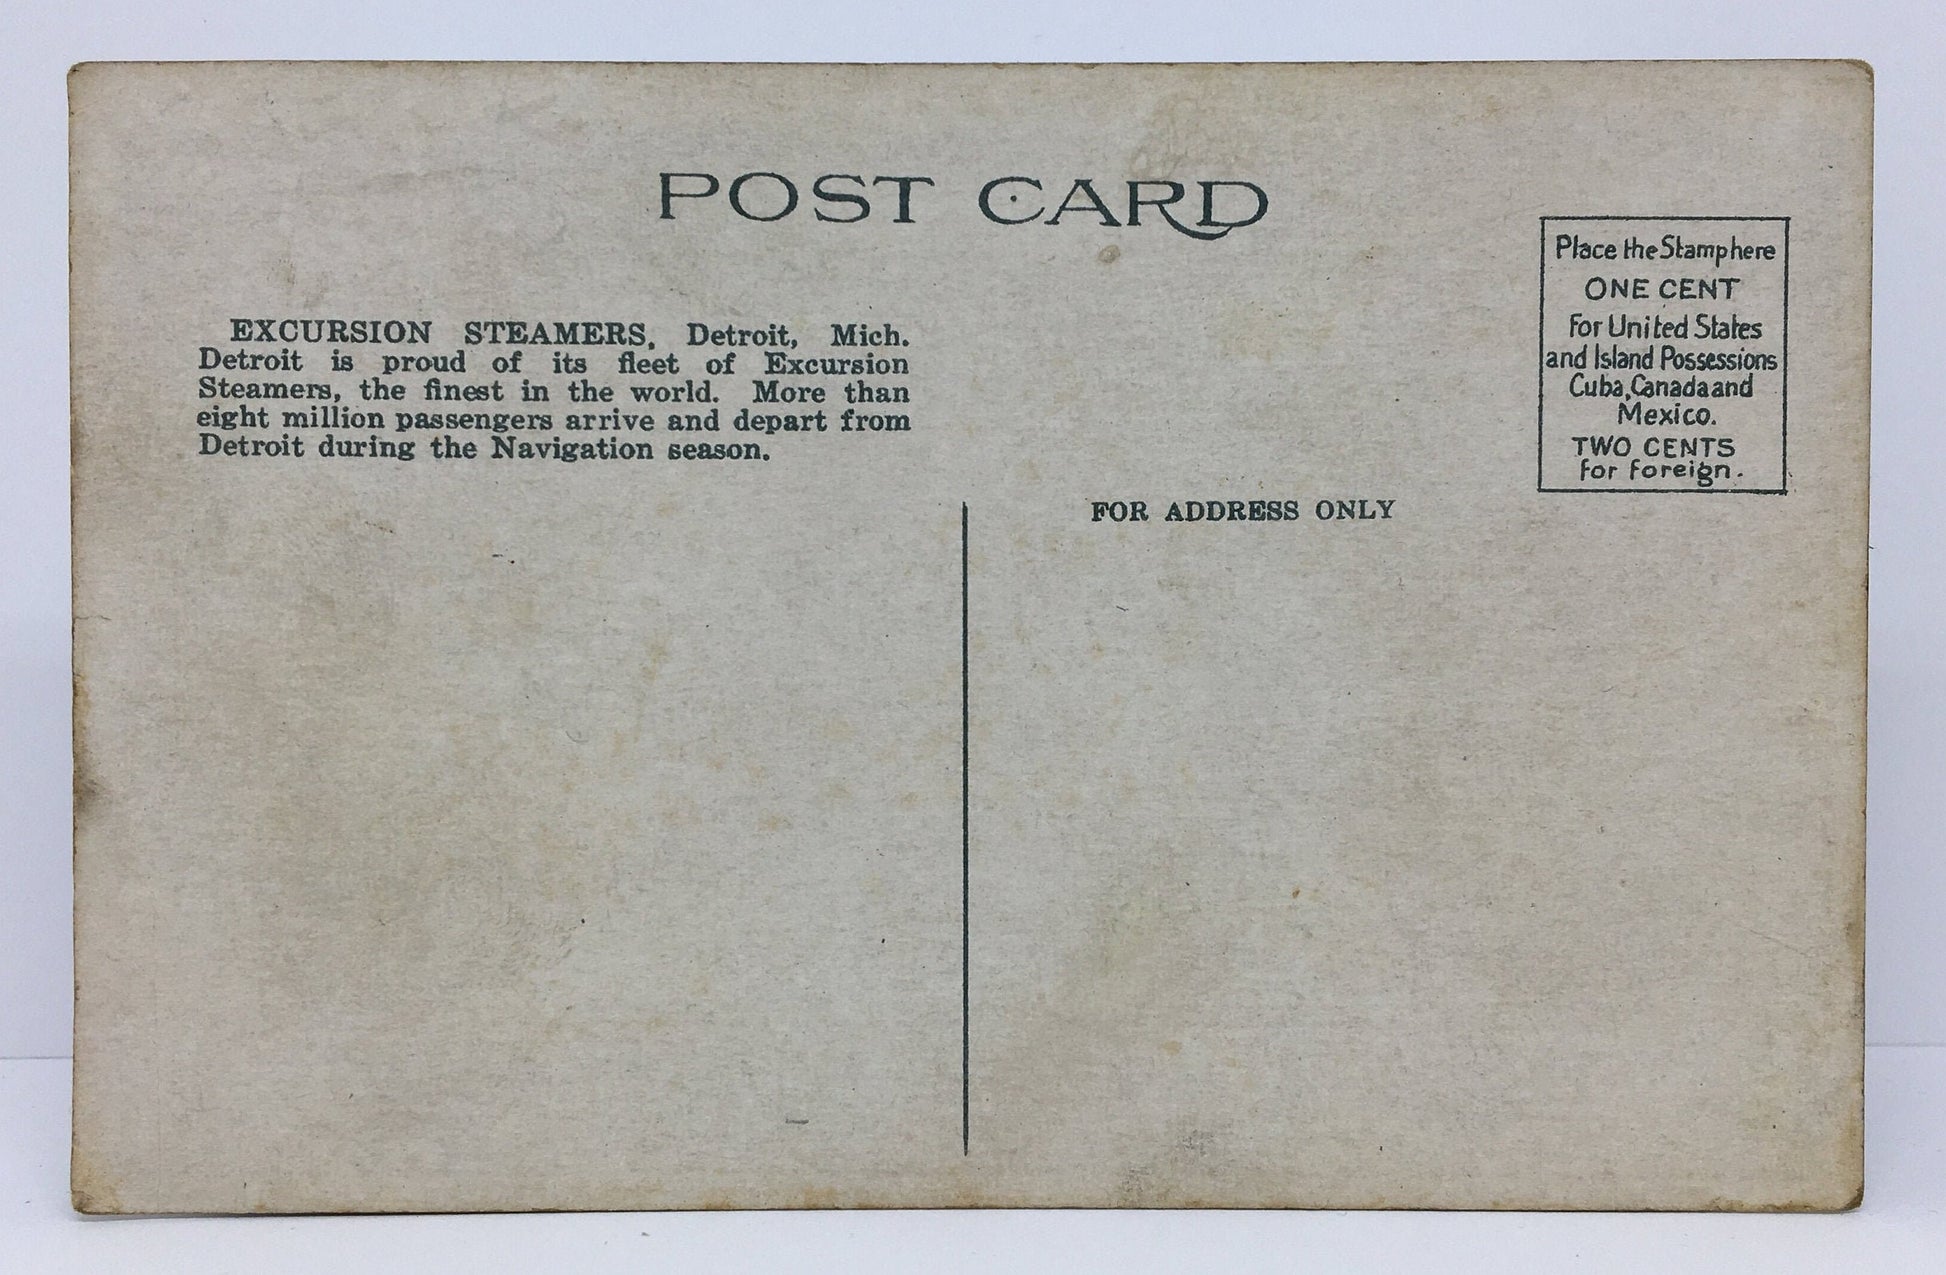 POST CARD
EXCURSION STEAMERS, Detroit, Mich.
Detroit is proud of its fleet of Excursion
Steamers, the finest in the world. More than
eight million passengers arrive and depart from
Detroit during the Navigation season.
Place the Stamp here
ONE CENT
for United States
and Island Possessions
Cuba, Canada and
Mexico.
TWO CENTS
for foreign.
FOR ADDRESS ONLY